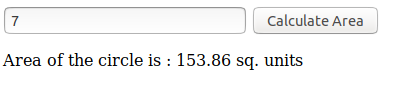 7 Calculate Area
Area of the circle is : 153.86 sq. units